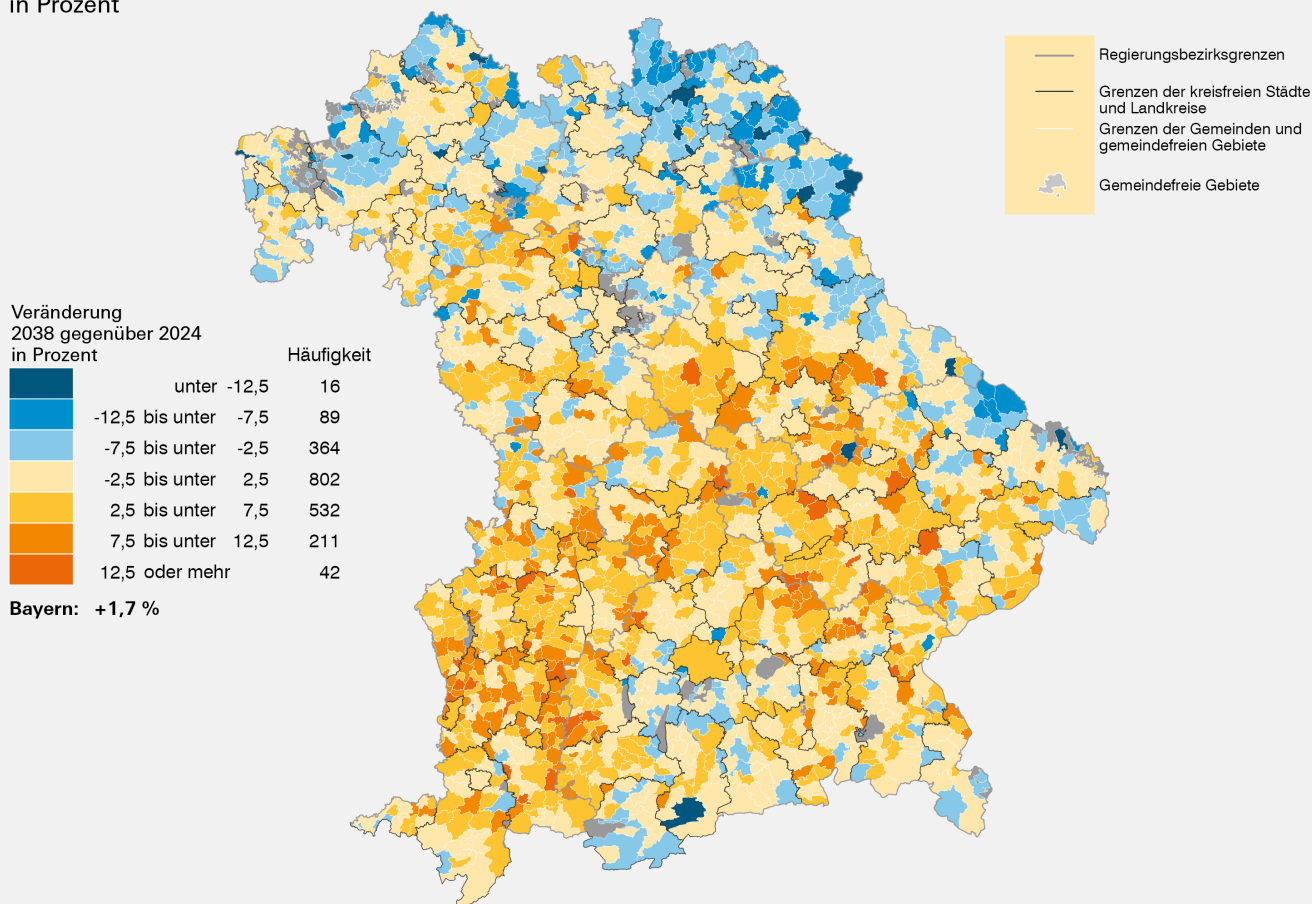 in Prozent
Regierungsbezirksgrenzen
Grenzen der kreisfreien Städte
und Landkreise
Grenzen der Gemeinden und
gemeindefreien Gebiete
Gemeindefreie Gebiete
Veränderung
2038 gegenüber 2024
in Prozent Häufigkeit
unter -12,5 16
-12,5 bis unter -7,5 89
-7,5 bis unter -2,5 364
-2,5 bis unter 2,5 802
2,5 bis unter 7,5 532
7,5 bis unter 12,5 211
12,5 oder mehr 42
Bayern: +1,7 %